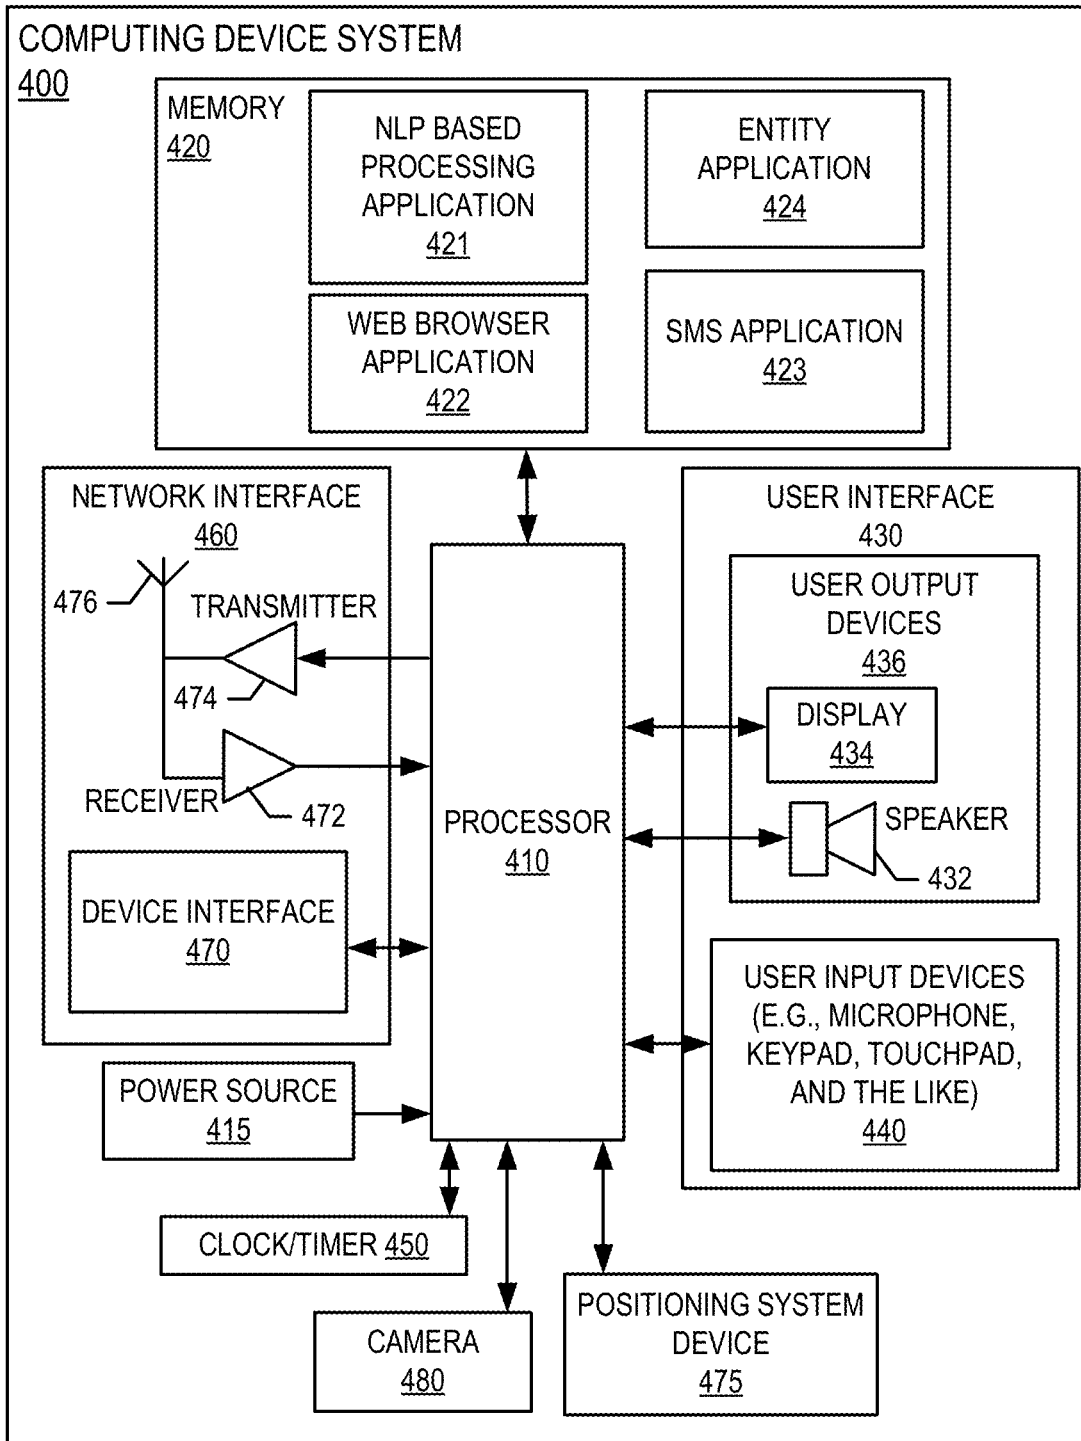 COMPUTING DEVICE SYSTEM
400
MEMORY
420
NLP BASED
PROCESSING
APPLICATION
421
ENTITY
APPLICATION
424
WEB BROWSER
APPLICATION
422
SMS APPLICATION
423
NETWORK INTERFACE
460
476
TRANSMITTER
474
RECEIVER
472
DEVICE INTERFACE
470
PROCESSOR
410
USER INTERFACE
430
USER OUTPUT
DEVICES
436
DISPLAY
434
SPEAKER
432
USER INPUT DEVICES
(E.G., MICROPHONE,
KEYPAD, TOUCHPAD,
AND THE LIKE)
440
POWER SOURCE
415
CLOCK/TIMER 450
CAMERA
480
POSITIONING SYSTEM
DEVICE
475